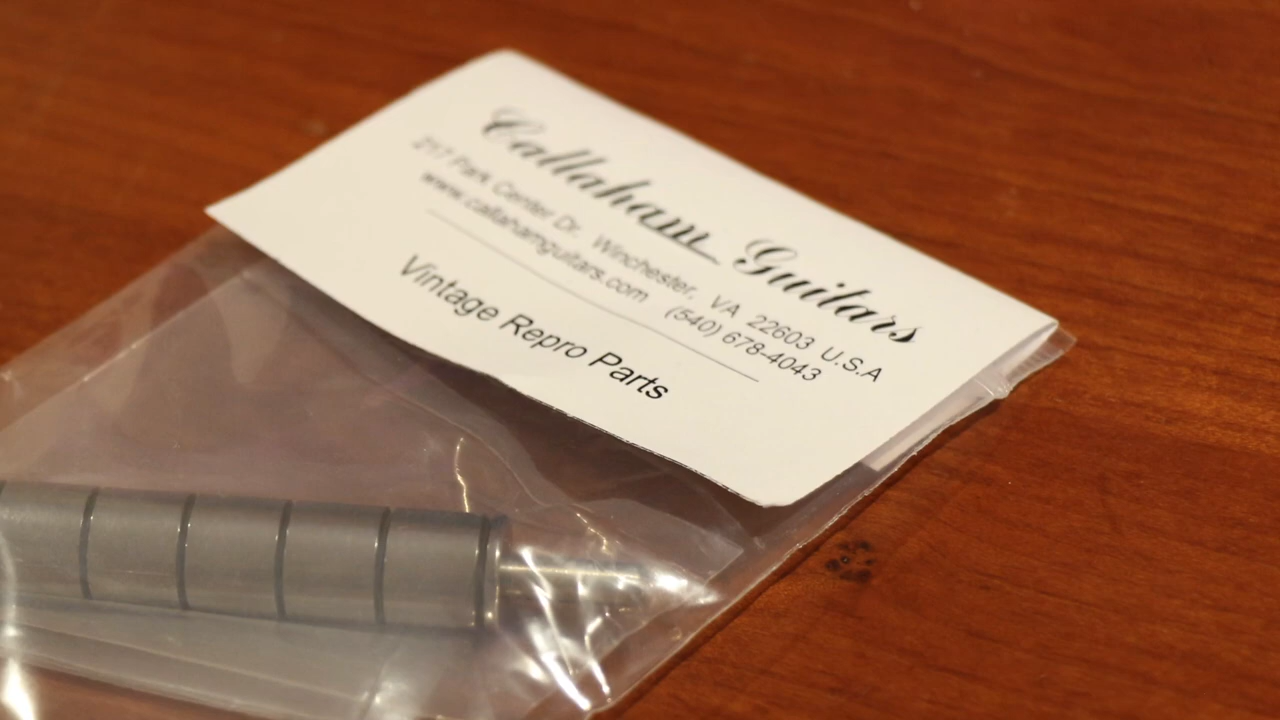 Callaham Guitars
217 Park Center Dr. Winchester, VA 22603 U.S.A
www.callahamguitars.com (540) 678-4043
Vintage Repro Parts